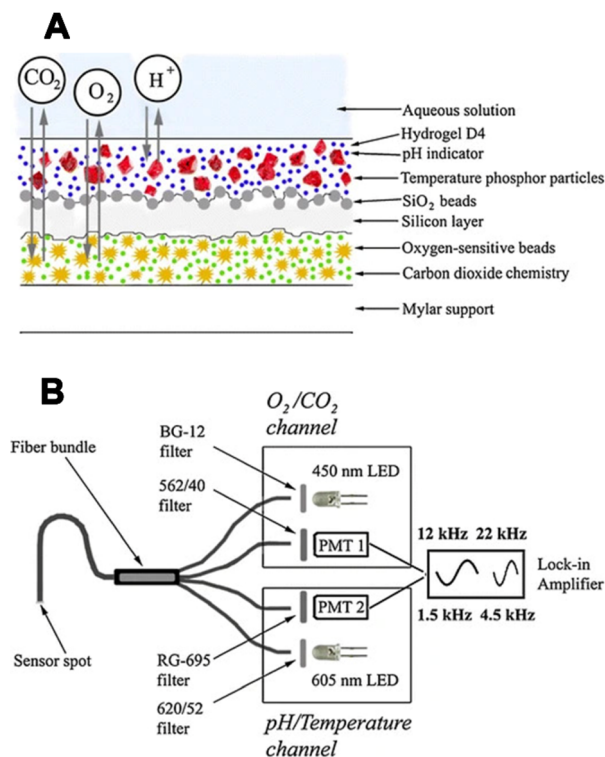 A
CO2
O2
H+
Aqueous solution
Hydrogel D4
pH indicator
Temperature phosphor particles
SiO2 beads
Silicon layer
Oxygen-sensitive beads
Carbon dioxide chemistry
Mylar support
B
O2/CO2
channel
BG-12
filter
Fiber bundle
450 nm LED
562/40
filter
PMT 1
12 kHz 22 kHz
Lock-in
Amplifier
PMT 2
1.5 kHz 4.5 kHz
Sensor spot
RG-695
filter
605 nm LED
620/52
filter
pH/Temperature
channel